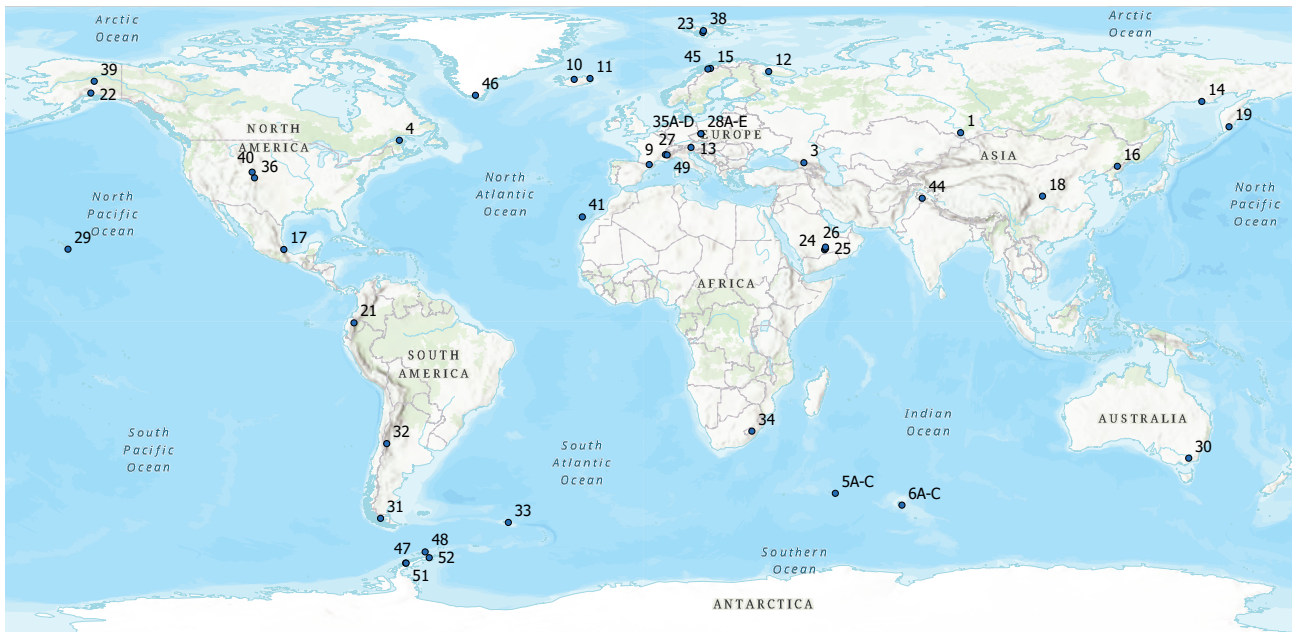 Arctic
Ocean
Arctic
Ocean
23
38
39
22
10
11
45
15
12
46
14
19
NORTH
AMERICA
4
35A-D
28A-E
EUROPE
1
ASIA
40
36
9
27
13
49
3
16
North
Atlantic
Ocean
North
Pacific
Ocean
North
Pacific
Ocean
44
18
41
29
17
24
26
25
AFRICA
21
SOUTH
AMERICA
Indian
Ocean
AUSTRALIA
South
Pacific
Ocean
32
South
Atlantic
Ocean
34
30
5A-C
6A-C
31
33
47
48
52
51
Southern
Ocean
ANTARCTICA